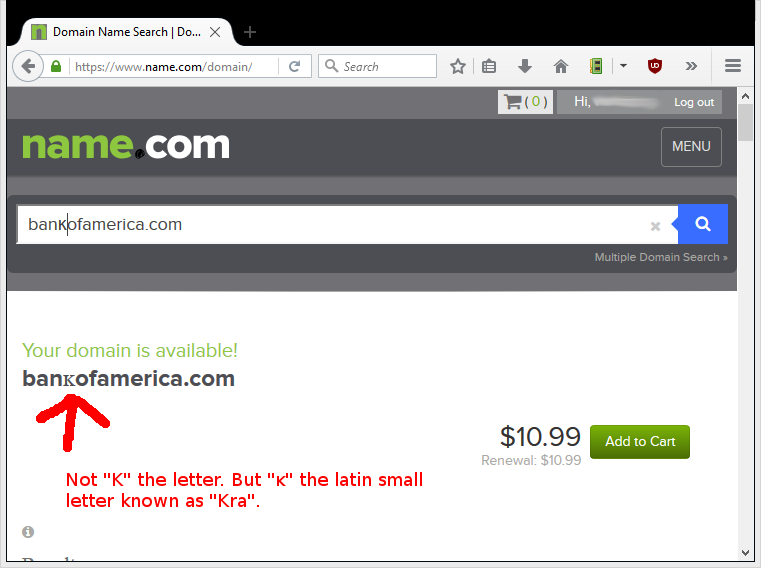 Domain Name Search | Do...
https://www.name.com/domain/
Search
( 0 )
Hi,
Log out
name.com
MENU
banĸofamerica.com
Multiple Domain Search »
Your domain is available!
banĸofamerica.com
$10.99
Add to Cart
Renewal: $10.99
Not "K" the letter. But "ĸ" the latin small
letter known as "Kra".